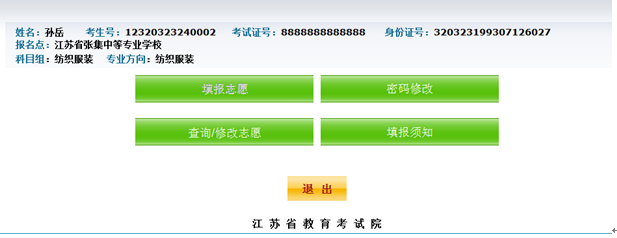 姓名：孙岳 考生号：12320323240002 考试证号：8888888888888 身份证号：320323199307126027
报名点：江苏省张集中等专业学校
科目组：纺织服装 专业方向：纺织服装
填报志愿 密码修改
查询/修改志愿 填报须知
退 出
江 苏 省 教 育 考 试 院